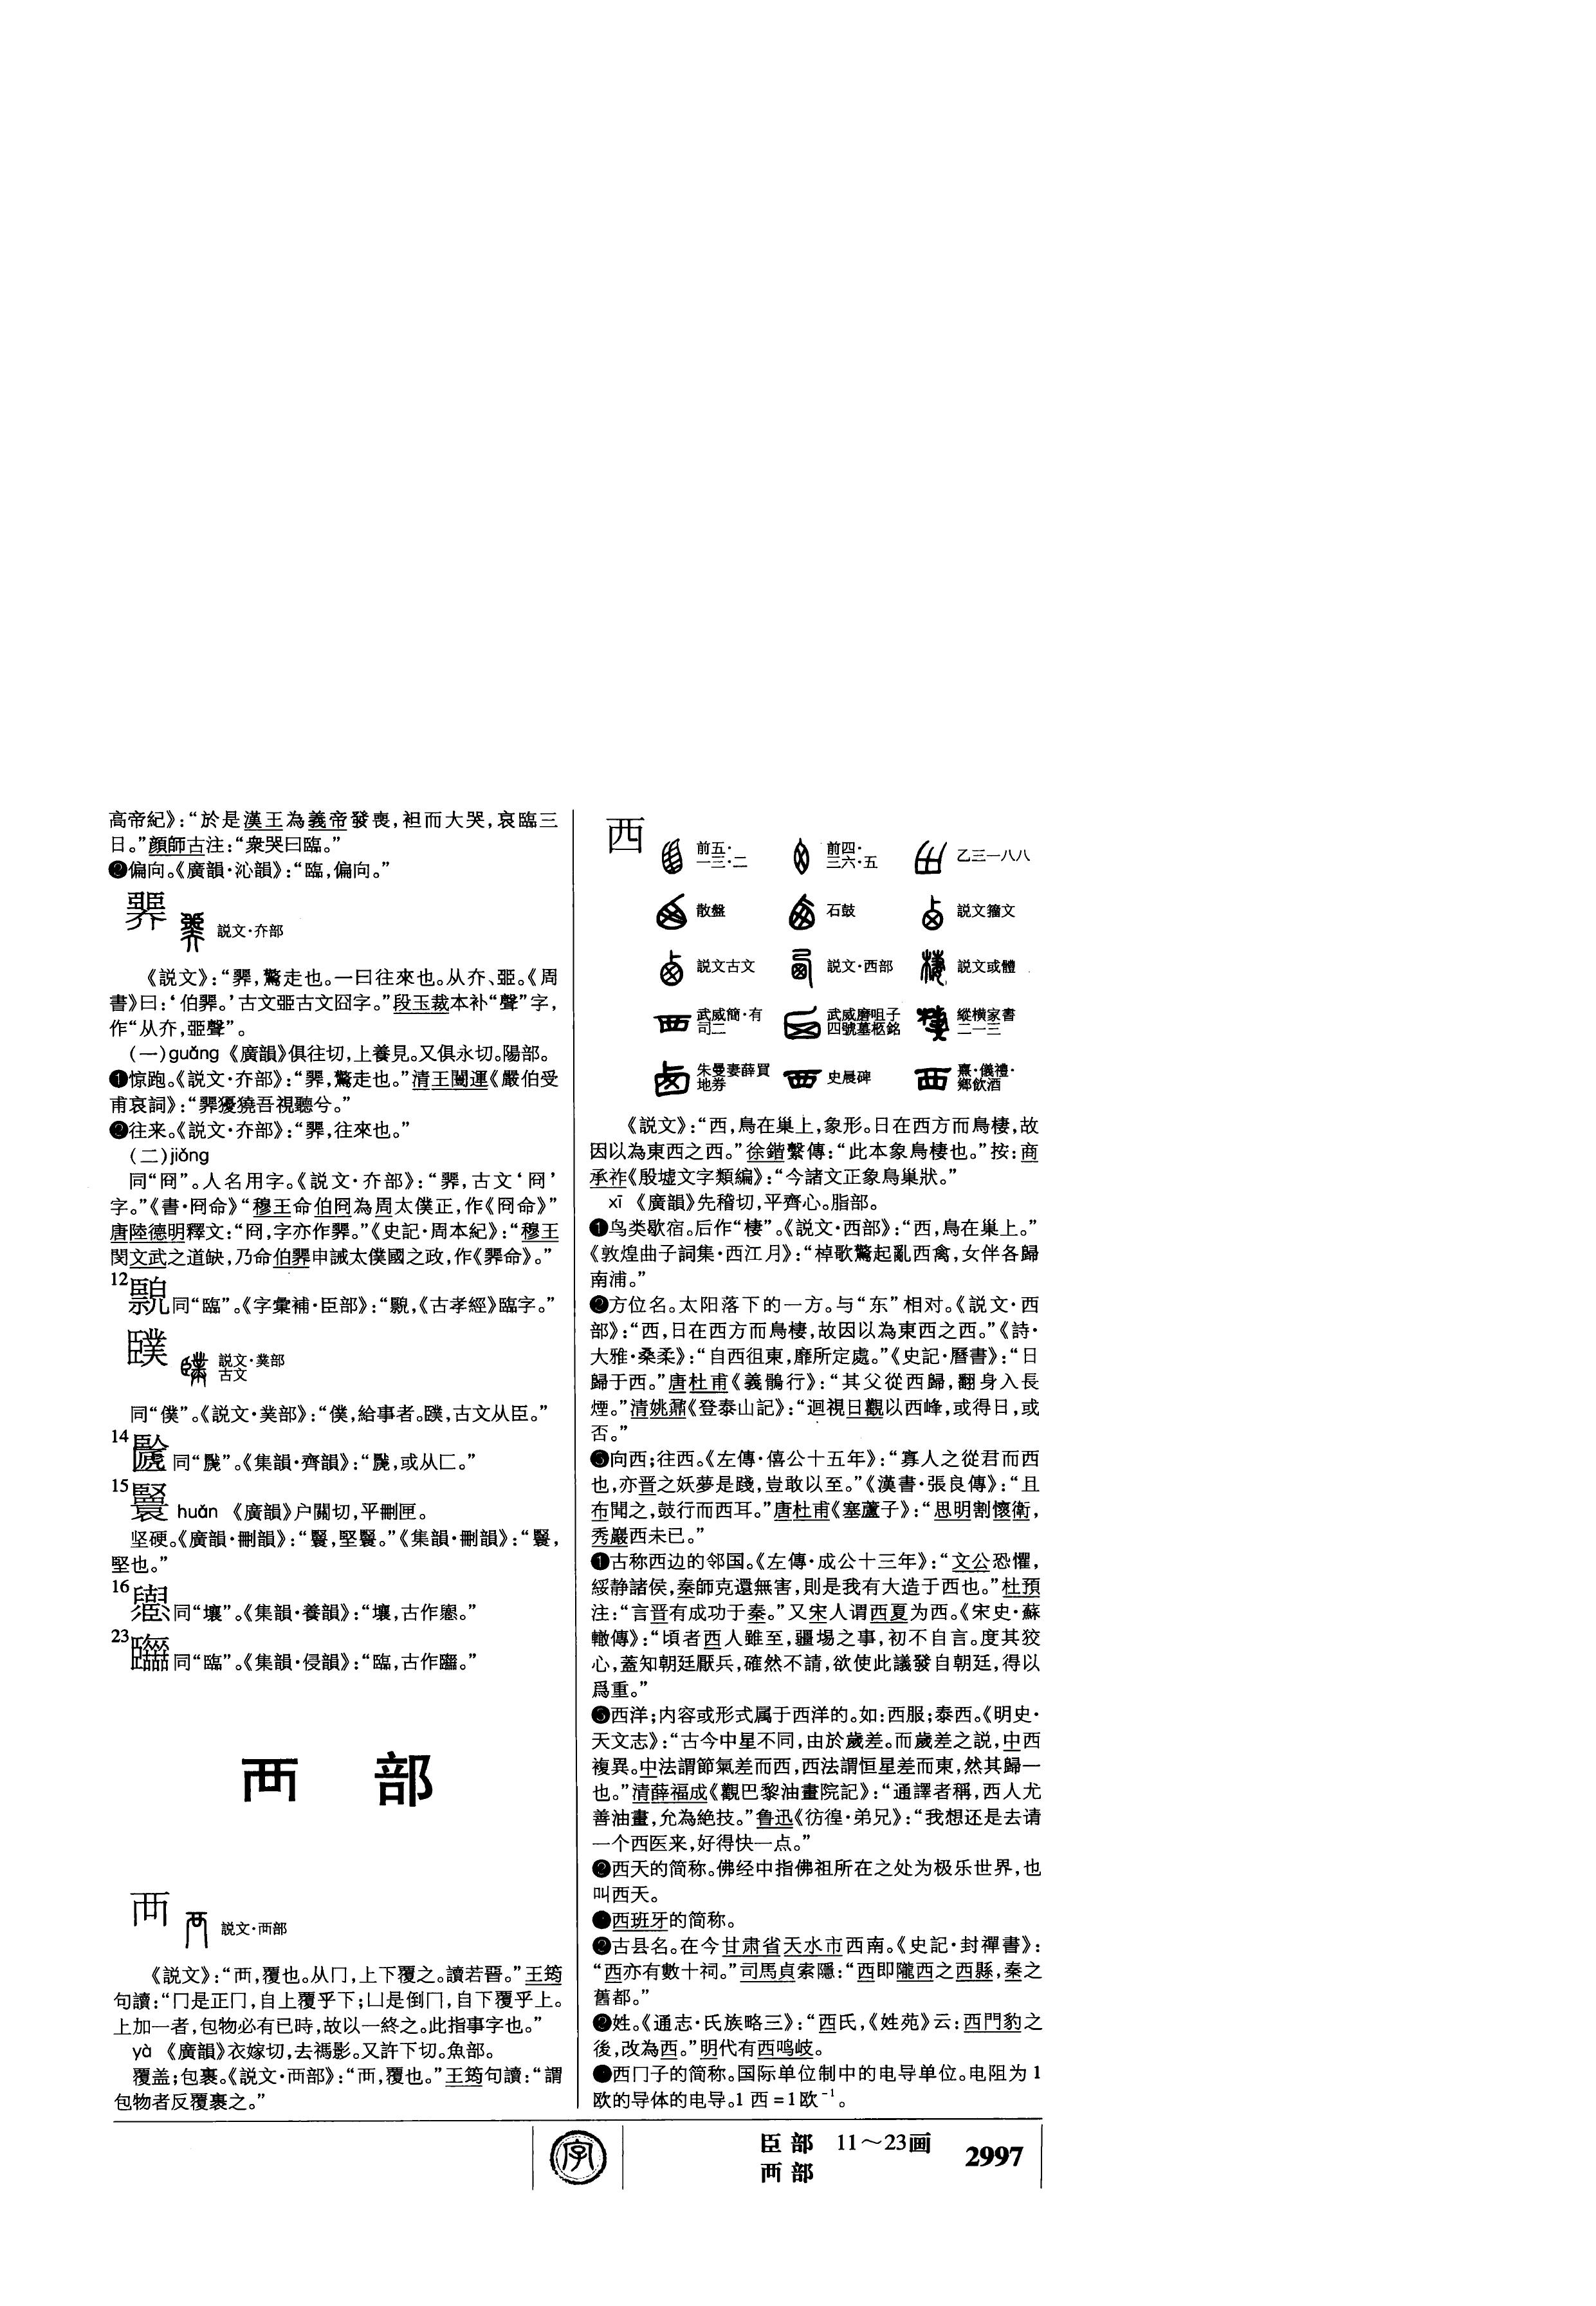 高帝紀》：“於是漢王為義帝發喪，袒而大哭，哀臨三
日。”顔師古注：“衆哭曰臨。”
❷偏向。《廣韻·沁韻》：“臨，偏向。”
説文·夰部
《説文》：“臩，驚走也。一曰往來也。从夰、𦣞。《周
書》曰：‘伯臩。’古文𦣞古文囧字。”段玉裁本补“聲”字，
作“从夰，𦣞聲”。
(一)guǎng 《廣韻》俱往切，上養見。又俱永切。陽部。
❶惊跑。《説文·夰部》：“臩，驚走也。”清王闓運《嚴伯受
甫哀詞》：“臩獿獟吾視聽兮。”
❷往来。《説文·夰部》：“臩，往來也。”
(二)jiǒng
同“冏”。人名用字。《説文·夰部》：“臩，古文‘冏’
字。”《書·冏命》“穆王命伯冏為周太僕正，作《冏命》”
唐陸德明釋文：“冏，字亦作臩。”《史記·周本紀》：“穆王
閔文武之道缺，乃命伯臩申誡太僕國之政，作《臩命》。”
12
同“臨”。《字彙補·臣部》：“《古孝經》臨字。”
説文·菐部
古文
同“僕”。《説文·菐部》：“僕，給事者。𦣷，古文从臣。”
14
同“”。《集韻·齊韻》：“或从匸。”
15
huǎn 《廣韻》户關切，平刪匣。
坚硬。《廣韻·刪韻》：“堅。”《集韻·刪韻》：“
堅也。”
16
同“壤”。《集韻·養韻》：“壤，古作。”
23
同“臨”。《集韻·侵韻》：“臨，古作。”
襾　部
襾
説文·襾部
《説文》：“襾，覆也。从冂，上下覆之。讀若晉。”王筠
句讀：“冂是正冂，自上覆乎下；凵是倒冂，自下覆乎上。
上加一者，包物必有已時，故以一終之。此指事字也。”
yà 《廣韻》衣嫁切，去禡影。又許下切。魚部。
覆盖；包裹。《説文·襾部》：“襾，覆也。”王筠句讀：“謂
包物者反覆裹之。”
西
前五·
一三·二
前四·
三六·五
乙三一八八
散盤
石鼓
説文籀文
説文古文
説文·西部
説文或體
武威簡·有
司二
武威磨咀子
四號墓柩銘
縱横家書
二一三
朱曼妻薛買
地券
史晨碑
熹·儀禮·
鄉飲酒
《説文》：“西，鳥在巢上，象形。日在西方而鳥棲，故
因以為東西之西。”徐鍇繫傳：“此本象鳥棲也。”按：商
承祚《殷墟文字類編》：“今諸文正象鳥巢狀。”
xī 《廣韻》先稽切，平齊心。脂部。
❶鸟类歇宿。后作“棲”。《説文·西部》：“西，鳥在巢上。”
《敦煌曲子詞集·西江月》：“棹歌驚起亂西禽，女伴各歸
南浦。”
❷方位名。太阳落下的一方。与“东”相对。《説文·西
部》：“西，日在西方而鳥棲，故因以為東西之西。”《詩·
大雅·桑柔》：“自西徂東，靡所定處。”《史記·曆書》：“日
歸于西。”唐杜甫《義鶻行》：“其父從西歸，翻身入長
煙。”清姚鼐《登泰山記》：“迴視日觀以西峰，或得日，或
否。”
❸向西；往西。《左傳·僖公十五年》：“寡人之從君而西
也，亦晋之妖夢是踐，豈敢以至。”《漢書·張良傳》：“且
布聞之，鼓行而西耳。”唐杜甫《塞蘆子》：“思明割懷衛，
秀巖西未已。”
❶古称西边的邻国。《左傳·成公十三年》：“文公恐懼，
綏静諸侯，秦師克還無害，則是我有大造于西也。”杜預
注：“言晋有成功于秦。”又宋人谓西夏为西。《宋史·蘇
轍傳》：“頃者西人雖至，疆埸之事，初不自言。度其狡
心，蓋知朝廷厭兵，確然不請，欲使此議發自朝廷，得以
爲重。”
❺西洋；内容或形式属于西洋的。如：西服；泰西。《明史·
天文志》：“古今中星不同，由於歲差。而歲差之説，中西
複異。中法謂節氣差而西，西法謂恒星差而東，然其歸一
也。”清薛福成《觀巴黎油畫院記》：“通譯者稱，西人尤
善油畫，允為絶技。”鲁迅《彷徨·弟兄》：“我想还是去请
一个西医来，好得快一点。”
❷西天的简称。佛经中指佛祖所在之处为极乐世界，也
叫西天。
●西班牙的简称。
❷古县名。在今甘肃省天水市西南。《史記·封禪書》：
“西亦有數十祠。”司馬貞索隱：“西即隴西之西縣，秦之
舊都。”
❷姓。《通志·氏族略三》：“西氏，《姓苑》云：西門豹之
後，改為西。”明代有西鸣岐。
●西门子的简称。国际单位制中的电导单位。电阻为1
欧的导体的电导。1 西 =1欧⁻¹。
字
臣部　11～23画
襾部
2997